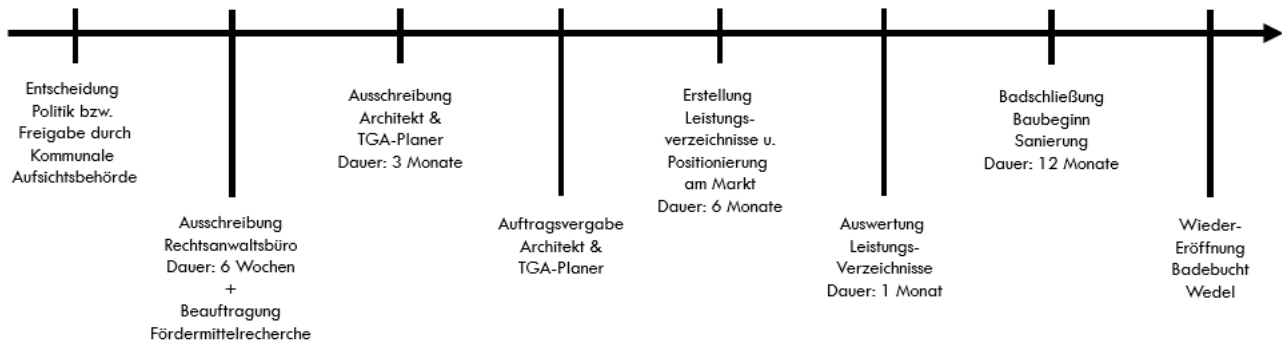 Entscheidung
Politik bzw.
Freigabe durch
Kommunale
Aufsichtsbehörde
Ausschreibung
Rechtsanwaltsbüro
Dauer: 6 Wochen
+
Beauftragung
Fördermittelrecherche
Ausschreibung
Architekt &
TGA-Planer
Dauer: 3 Monate
Auftragsvergabe
Architekt &
TGA-Planer
Erstellung
Leistungs-
verzeichnisse u.
Positionierung
am Markt
Dauer: 6 Monate
Auswertung
Leistungs-
Verzeichnisse
Dauer: 1 Monat
Badschließung
Baubeginn
Sanierung
Dauer: 12 Monate
Wieder-
Eröffnung
Badebucht
Wedel